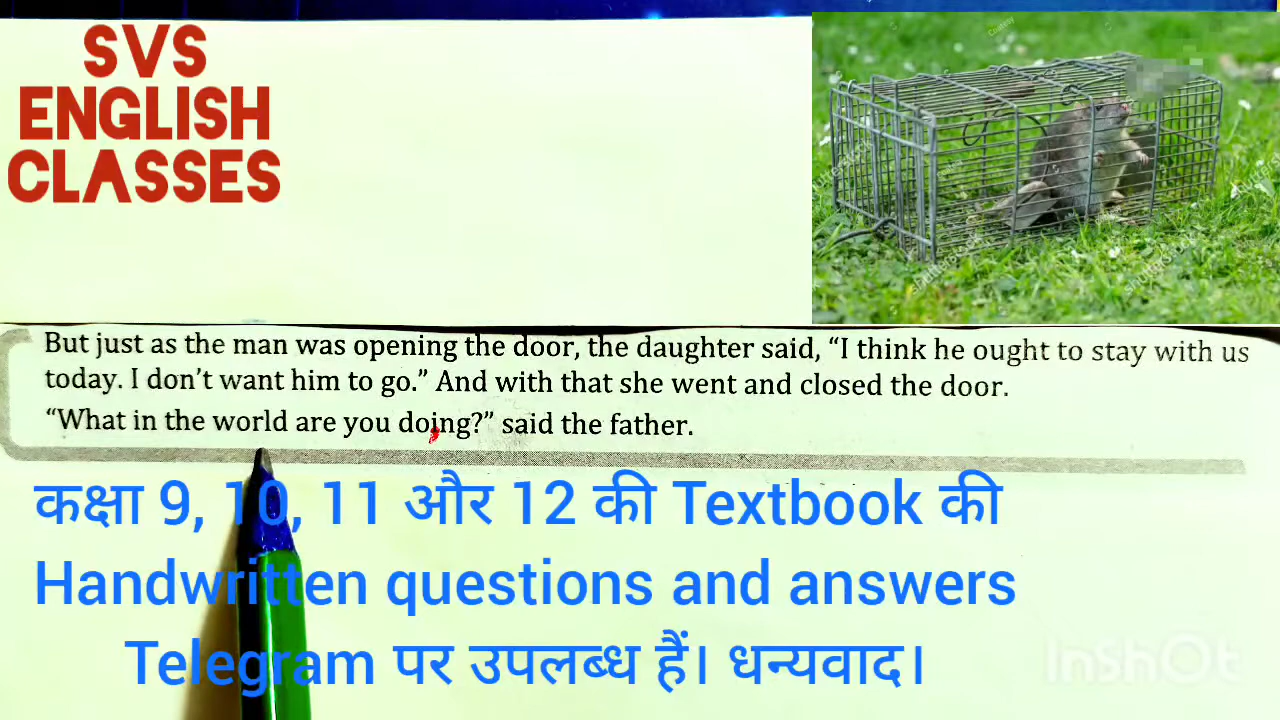 SVS
ENGLISH
CLASSES
But just as the man was opening the door, the daughter said, “I think he ought to stay with us
today. I don’t want him to go.” And with that she went and closed the door.
“What in the world are you doing?” said the father.
कक्षा 9, 10, 11 और 12 की Textbook की
Handwritten questions and answers
Telegram पर उपलब्ध हैं। धन्यवाद।
InShOt